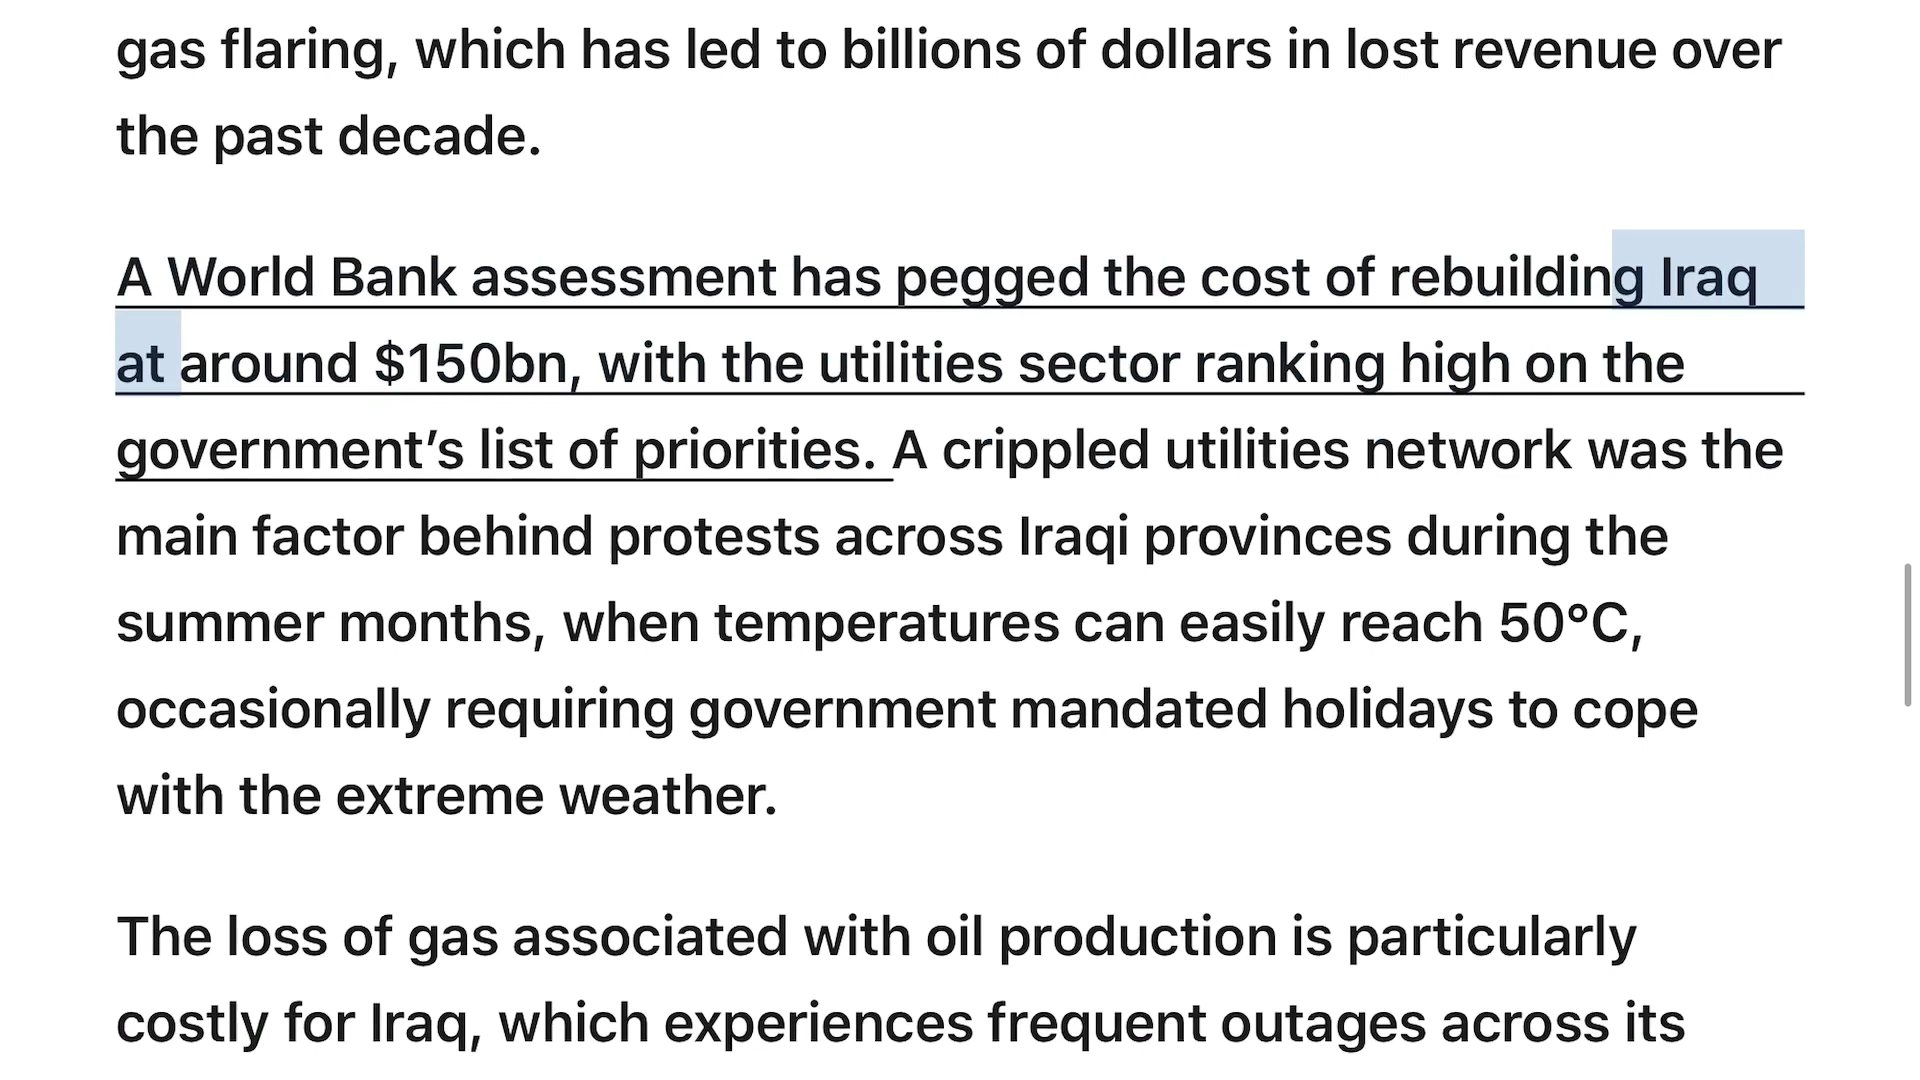 gas flaring, which has led to billions of dollars in lost revenue over
the past decade.
A World Bank assessment has pegged the cost of rebuilding Iraq
at around $150bn, with the utilities sector ranking high on the
government’s list of priorities. A crippled utilities network was the
main factor behind protests across Iraqi provinces during the
summer months, when temperatures can easily reach 50°C,
occasionally requiring government mandated holidays to cope
with the extreme weather.
The loss of gas associated with oil production is particularly
costly for Iraq, which experiences frequent outages across its